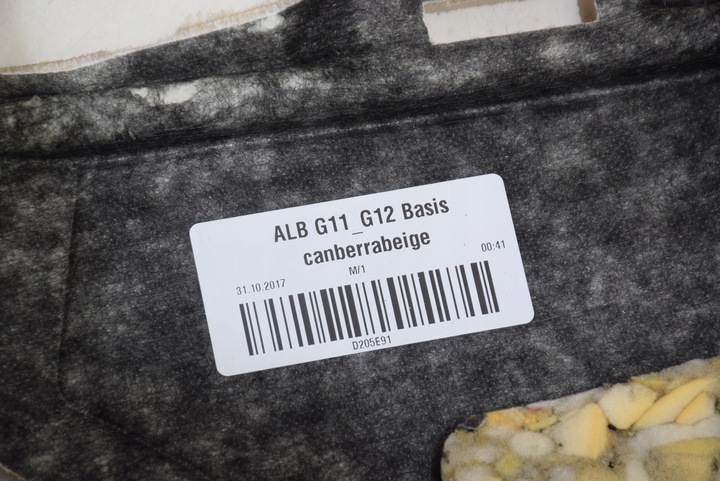 ALB G11_G12 Basis
canberrabeige
31.10.2017 M/1 00:41
D205E91